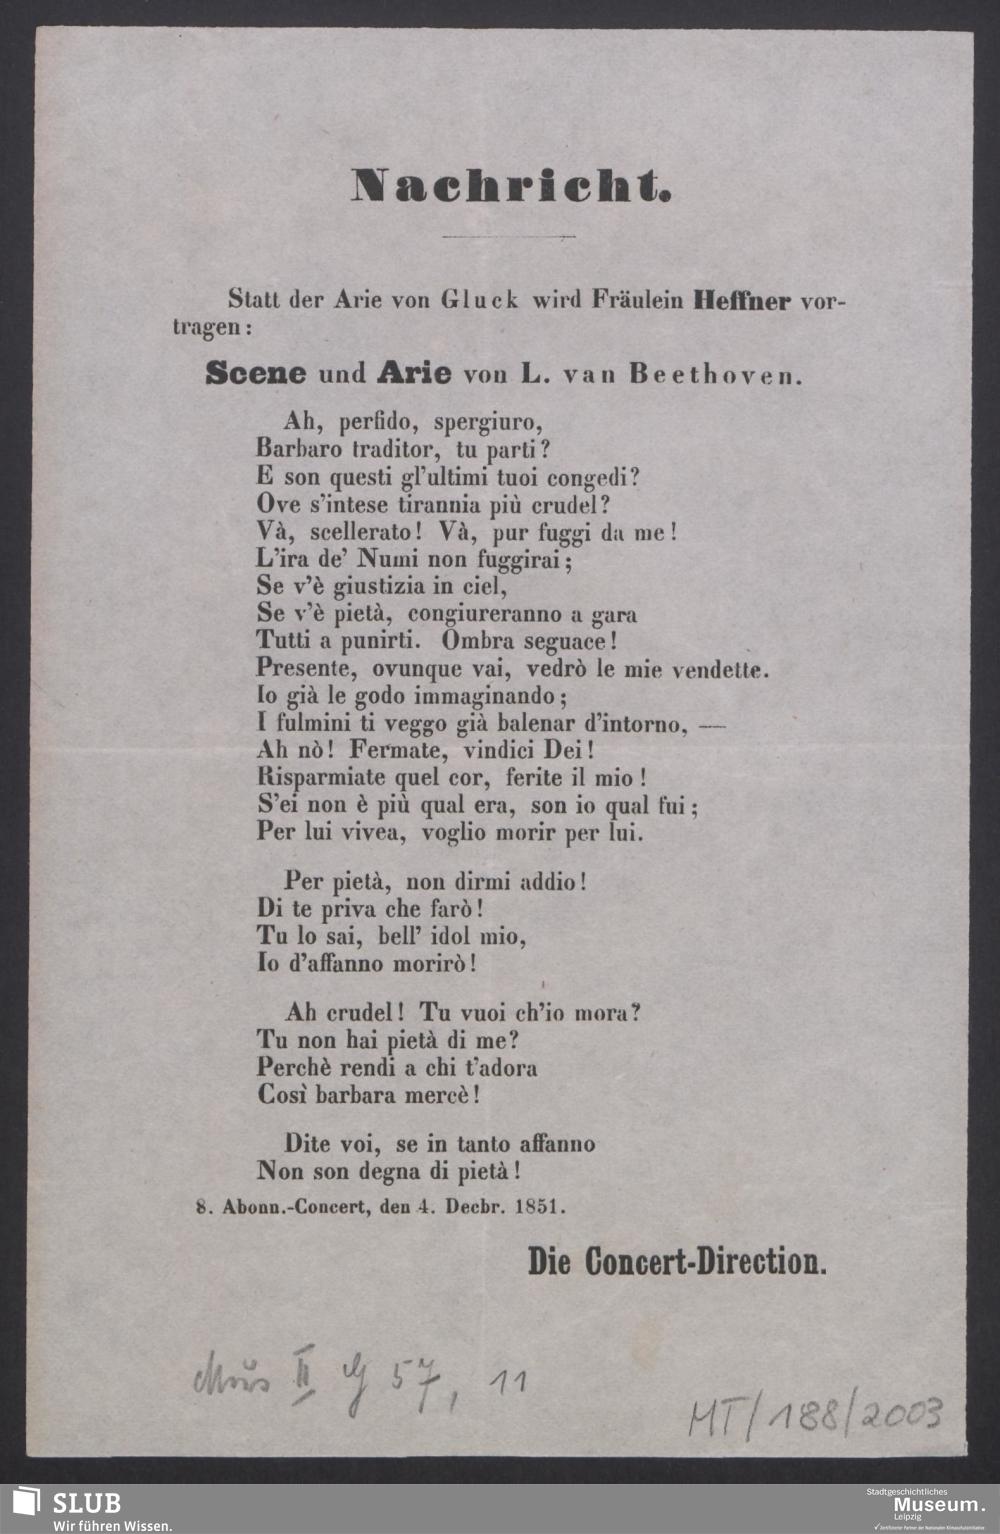 Nachricht.
Statt der Arie von Gluck wird Fräulein Heffner vor-
tragen:
Scene und Arie von L. van Beethoven.
Ah, perfido, spergiuro,
Barbaro traditor, tu parti?
E son questi gl'ultimi tuoi congedi?
Ove s'intese tirannia più crudel?
Và, scellerato! Và, pur fuggi da me!
L'ira de' Numi non fuggirai;
Se v'è giustizia in ciel,
Se v'è pietà, congiureranno a gara
Tutti a punirti. Ombra seguace!
Presente, ovunque vai, vedrò le mie vendette.
Io già le godo immaginando;
I fulmini ti veggo già balenar d'intorno, —
Ah nò! Fermate, vindici Dei!
Risparmiate quel cor, ferite il mio!
S'ei non è più qual era, son io qual fui;
Per lui vivea, voglio morir per lui.
Per pietà, non dirmi addio!
Di te priva che farò!
Tu lo sai, bell' idol mio,
Io d'affanno morirò!
Ah crudel! Tu vuoi ch'io mora?
Tu non hai pietà di me?
Perchè rendi a chi t'adora
Così barbara mercè!
Dite voi, se in tanto affanno
Non son degna di pietà!
8. Abonn.-Concert, den 4. Decbr. 1851.
Die Concert-Direction.
Mus II G 57, 11
MT/188/2003
SLUB
Wir führen Wissen.
Stadtgeschichtliches
Museum.
Leipzig
Zertifizierter Partner der Nationalen Klimaschutzinitiative